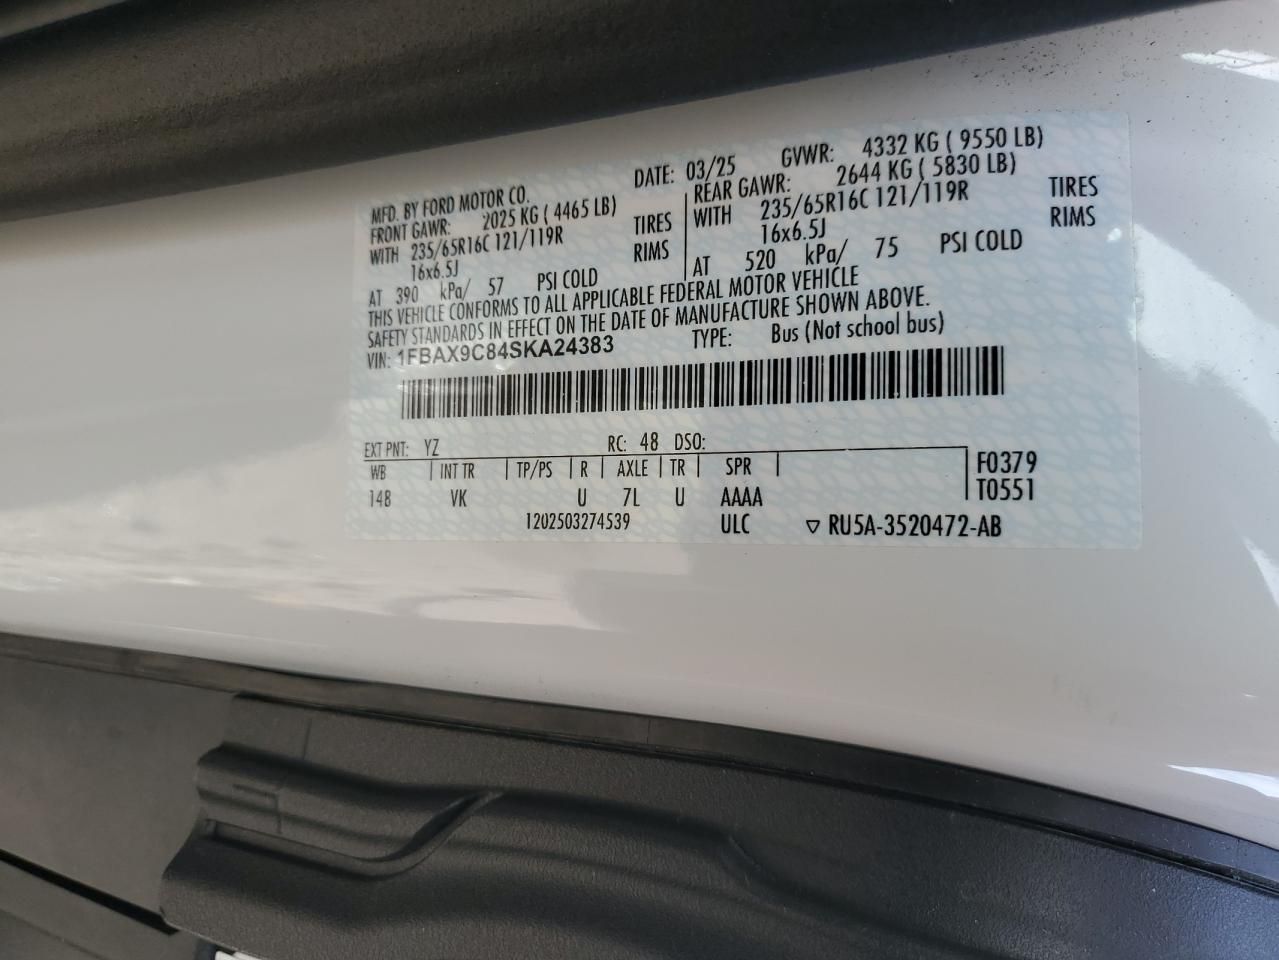 MFD. BY FORD MOTOR CO.
DATE: 03/25
GVWR: 4332 KG ( 9550 LB)
FRONT GAWR: 2025 KG ( 4465 LB)
WITH 235/65R16C 121/119R TIRES
16x6.5J RIMS
AT 390 kPa/ 57 PSI COLD
REAR GAWR: 2644 KG ( 5830 LB)
WITH 235/65R16C 121/119R TIRES
16x6.5J RIMS
AT 520 kPa/ 75 PSI COLD
THIS VEHICLE CONFORMS TO ALL APPLICABLE FEDERAL MOTOR VEHICLE
SAFETY STANDARDS IN EFFECT ON THE DATE OF MANUFACTURE SHOWN ABOVE.
VIN: 1FBAX9C84SKA24383 TYPE: Bus (Not school bus)
EXT PNT: YZ RC: 48 DSO:
WB | INT TR | TP/PS | R | AXLE | TR | SPR | F0379
148 VK U 7L U AAAA T0551
1202503274539 ULC ▽ RU5A-3520472-AB